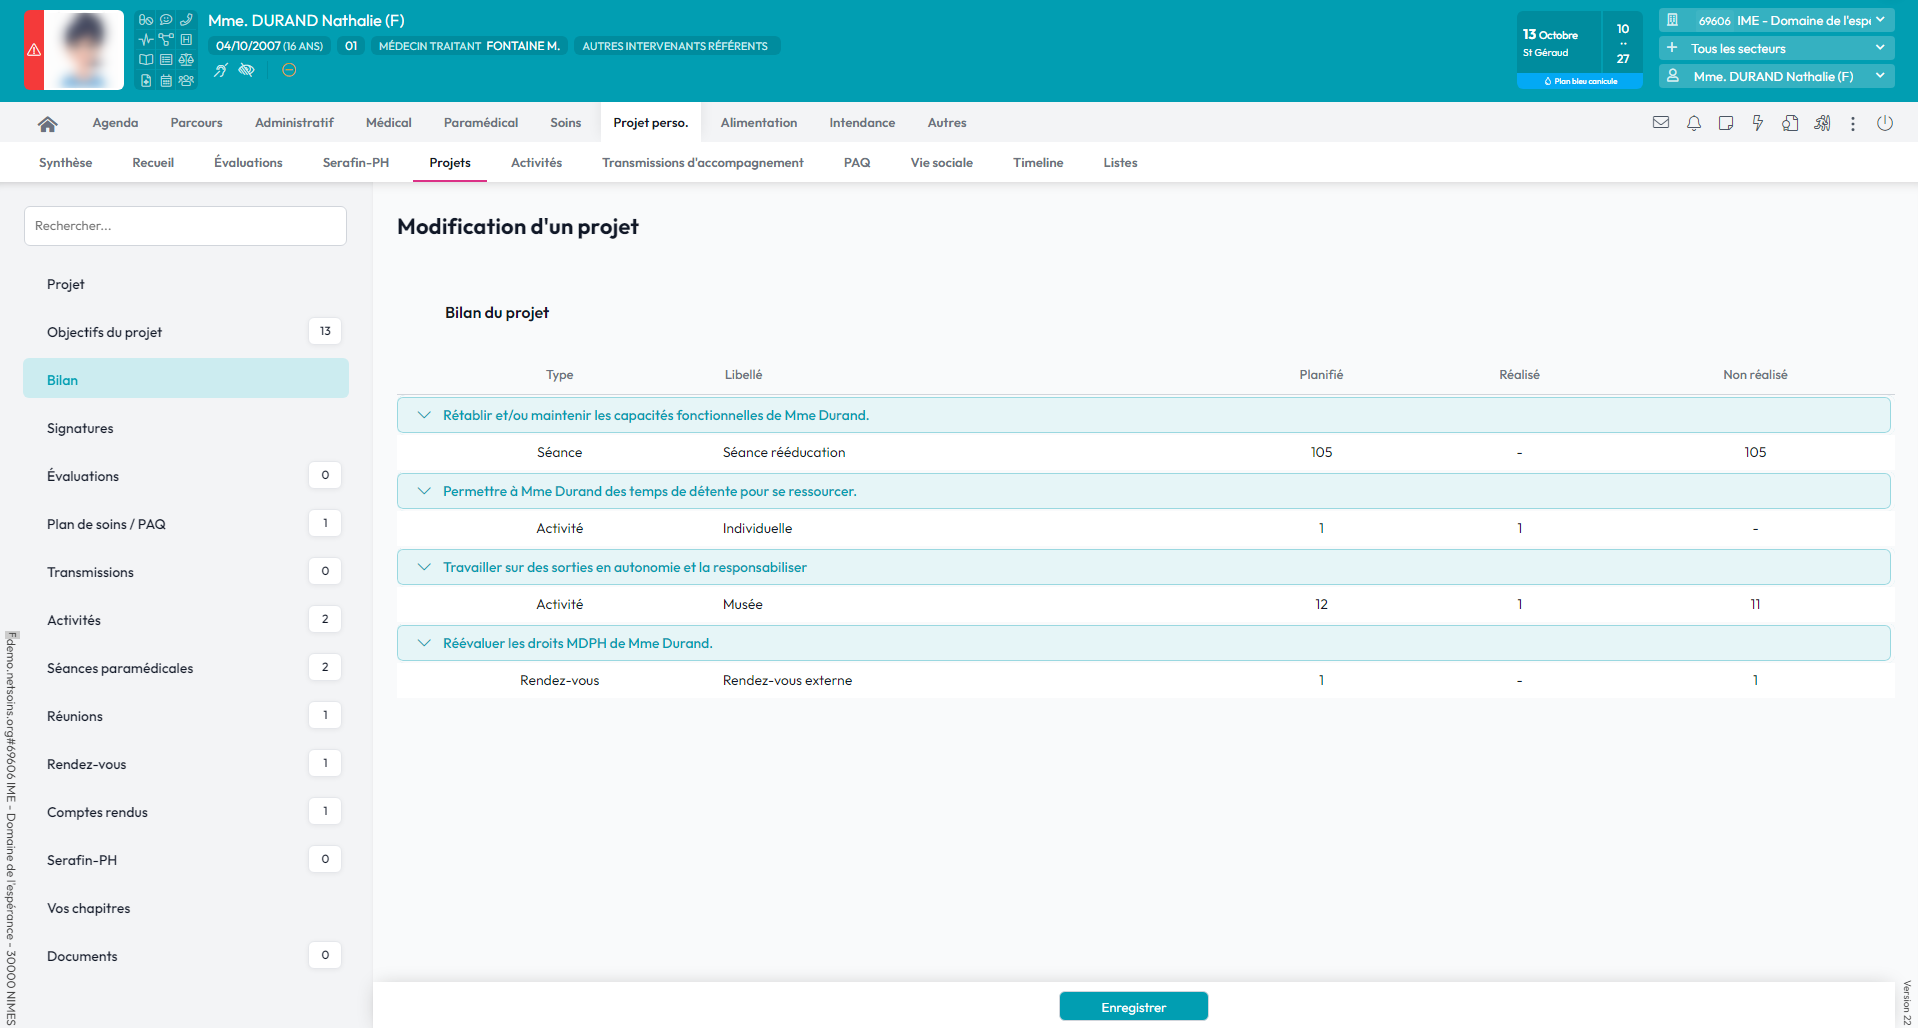 Mme. DURAND Nathalie (F)
04/10/2007 (16 ANS) 01 MÉDECIN TRAITANT FONTAINE M. AUTRES INTERVENANTS RÉFÉRENTS
13 Octobre
St Géraud
10
..
27
Plan bleu canicule
69606 IME - Domaine de l'espé
Tous les secteurs
Mme. DURAND Nathalie (F)
Agenda Parcours Administratif Médical Paramédical Soins Projet perso. Alimentation Intendance Autres
Synthèse Recueil Évaluations Serafin-PH Projets Activités Transmissions d'accompagnement PAQ Vie sociale Timeline Listes
Rechercher...
Projet
Objectifs du projet 13
Bilan
Signatures
Évaluations 0
Plan de soins / PAQ 1
Transmissions 0
Activités 2
Séances paramédicales 2
Réunions 1
Rendez-vous 1
Comptes rendus 1
Serafin-PH 0
Vos chapitres
Documents 0
Modification d'un projet
Bilan du projet
Type Libellé Planifié Réalisé Non réalisé
Rétablir et/ou maintenir les capacités fonctionnelles de Mme Durand.
Séance Séance rééducation 105 - 105
Permettre à Mme Durand des temps de détente pour se ressourcer.
Activité Individuelle 1 1 -
Travailler sur des sorties en autonomie et la responsabiliser
Activité Musée 12 1 11
Réévaluer les droits MDPH de Mme Durand.
Rendez-vous Rendez-vous externe 1 - 1
Enregistrer
demo.netsoins.org#69606 IME - Domaine de l'espérance - 30000 NIMES
Version 22